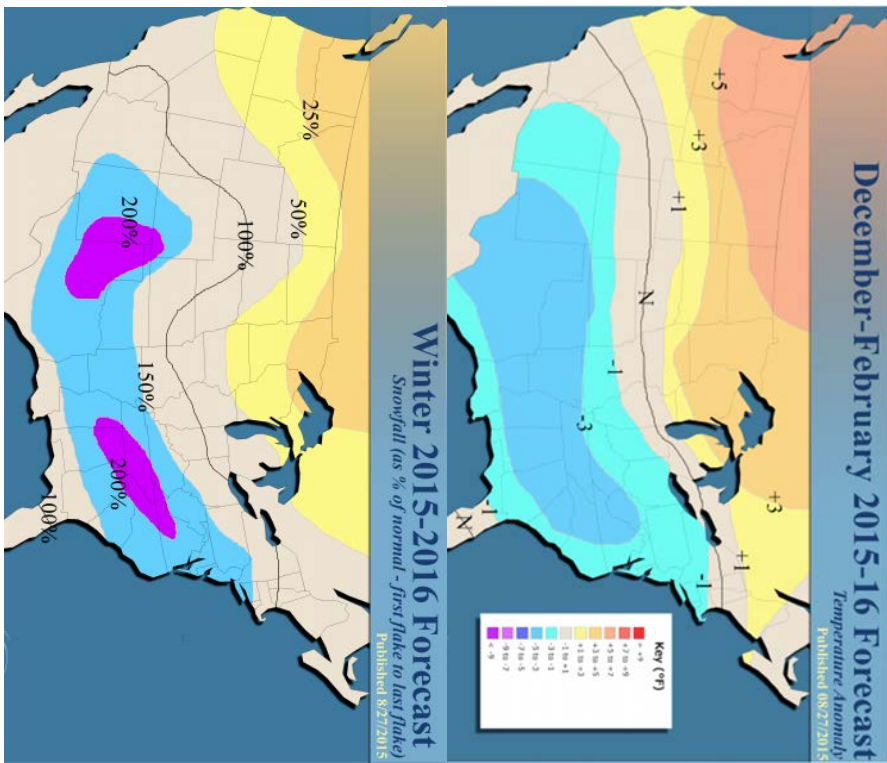 December-February 2015-16 Forecast
Temperature Anomaly
Published 08/27/2015
+3
+1
+5
-1
+3
+1
N
-1
-3
-1
N
Key (°F)
> +9
+7 to +9
+5 to +7
+3 to +5
+1 to +3
-1 to +1
-3 to -1
-5 to -3
-7 to -5
-9 to -7
< -9
Winter 2015-2016 Forecast
Snowfall (as % of normal - first flake to last flake)
Published 8/27/2015
25%
50%
100%
150%
200%
200%
100%